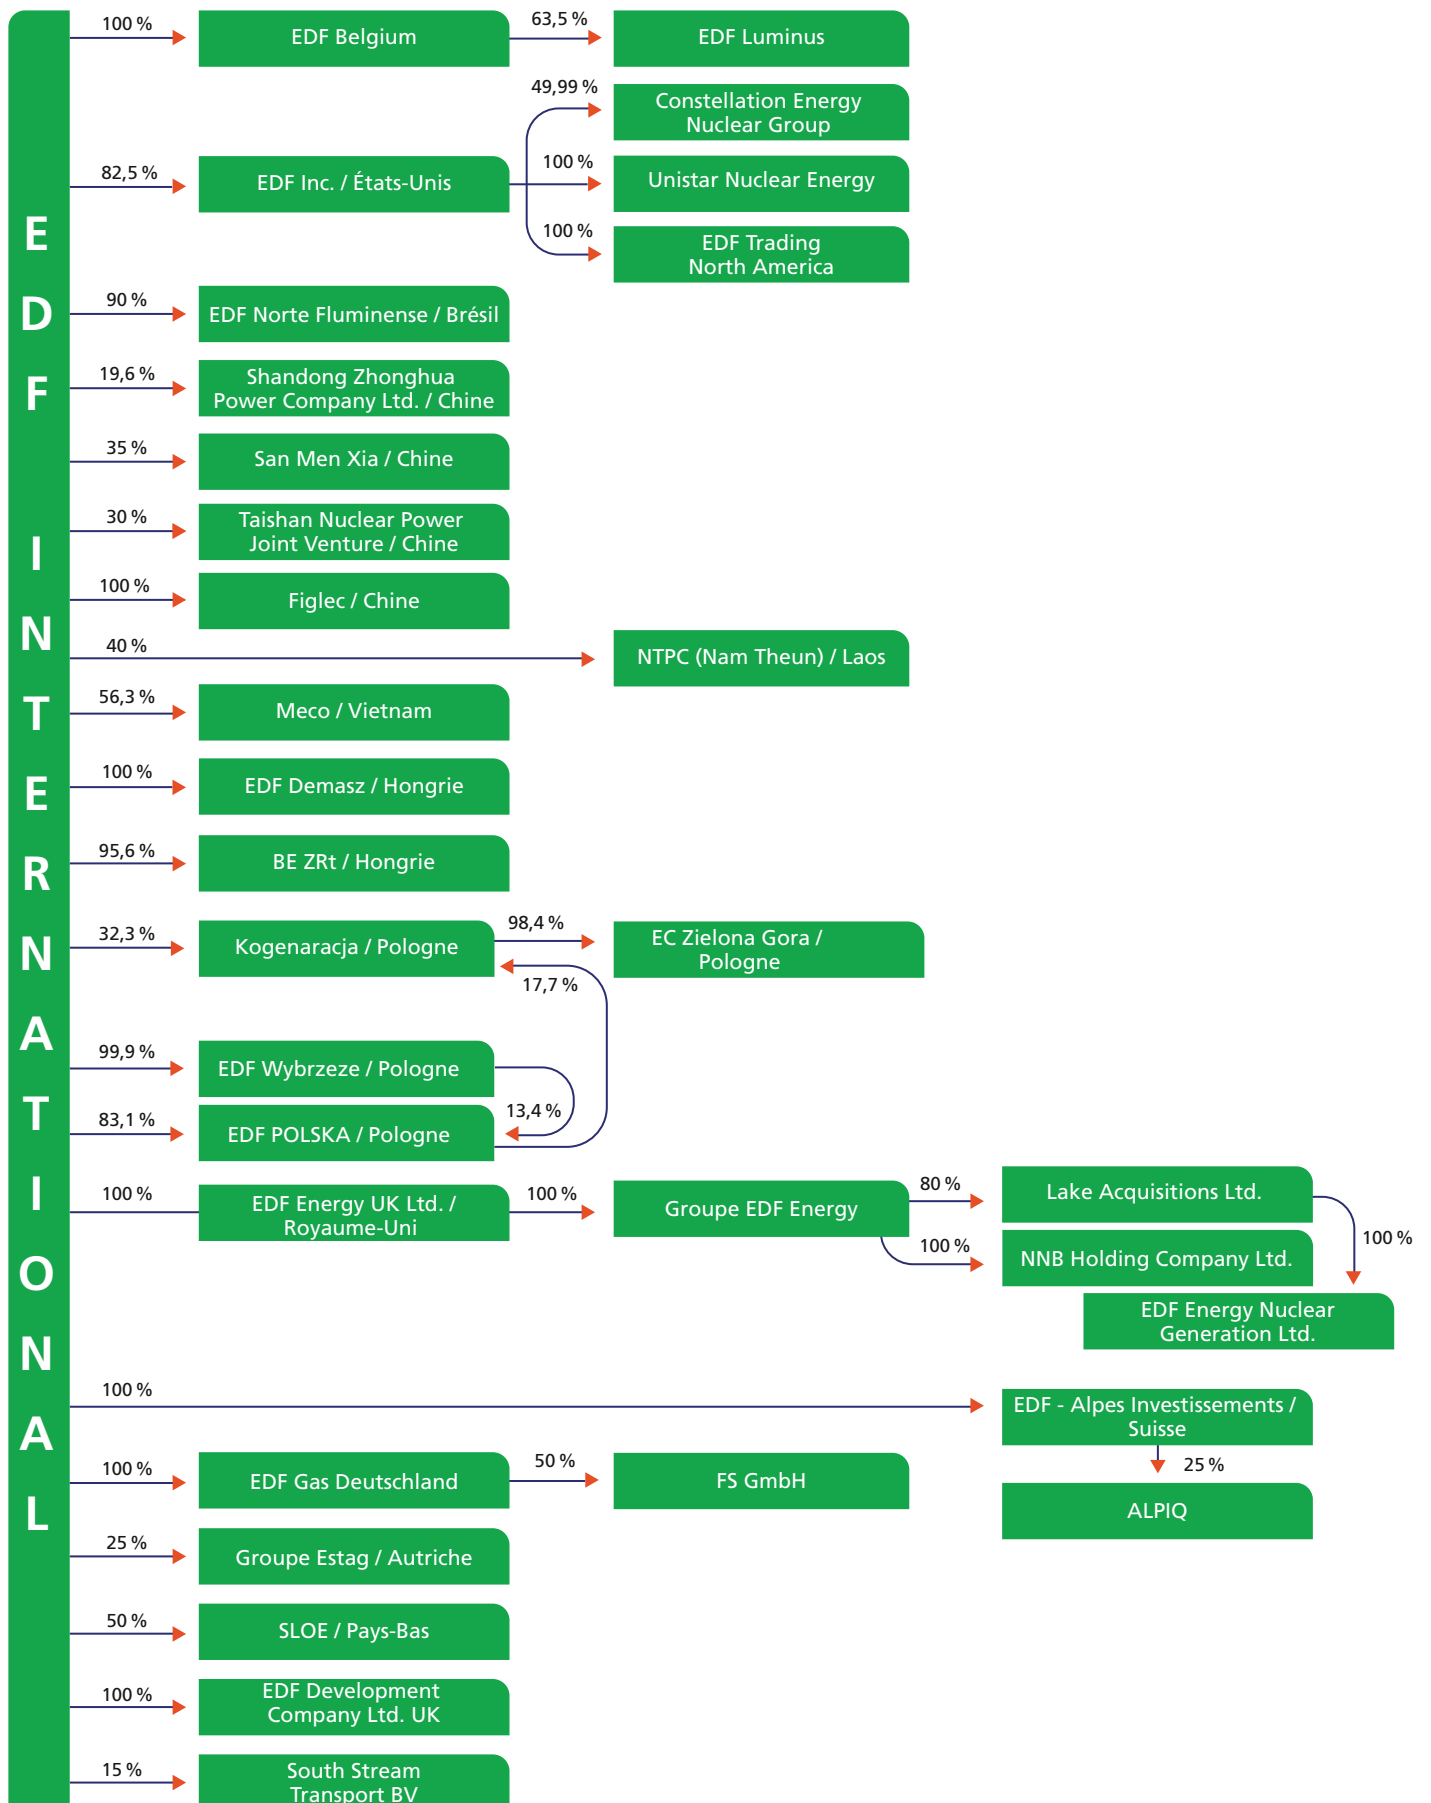 EDF INTERNATIONAL
100 %
EDF Belgium
63,5 %
EDF Luminus
82,5 %
EDF Inc. / États-Unis
49,99 %
Constellation Energy
Nuclear Group
100 %
Unistar Nuclear Energy
100 %
EDF Trading
North America
90 %
EDF Norte Fluminense / Brésil
19,6 %
Shandong Zhonghua
Power Company Ltd. / Chine
35 %
San Men Xia / Chine
30 %
Taishan Nuclear Power
Joint Venture / Chine
100 %
Figlec / Chine
40 %
NTPC (Nam Theun) / Laos
56,3 %
Meco / Vietnam
100 %
EDF Demasz / Hongrie
95,6 %
BE ZRt / Hongrie
32,3 %
Kogenaracja / Pologne
98,4 %
EC Zielona Gora /
Pologne
17,7 %
99,9 %
EDF Wybrzeze / Pologne
13,4 %
83,1 %
EDF POLSKA / Pologne
100 %
EDF Energy UK Ltd. /
Royaume-Uni
100 %
Groupe EDF Energy
80 %
Lake Acquisitions Ltd.
100 %
NNB Holding Company Ltd.
100 %
EDF Energy Nuclear
Generation Ltd.
100 %
EDF - Alpes Investissements /
Suisse
25 %
ALPIQ
100 %
EDF Gas Deutschland
50 %
FS GmbH
25 %
Groupe Estag / Autriche
50 %
SLOE / Pays-Bas
100 %
EDF Development
Company Ltd. UK
15 %
South Stream
Transport BV